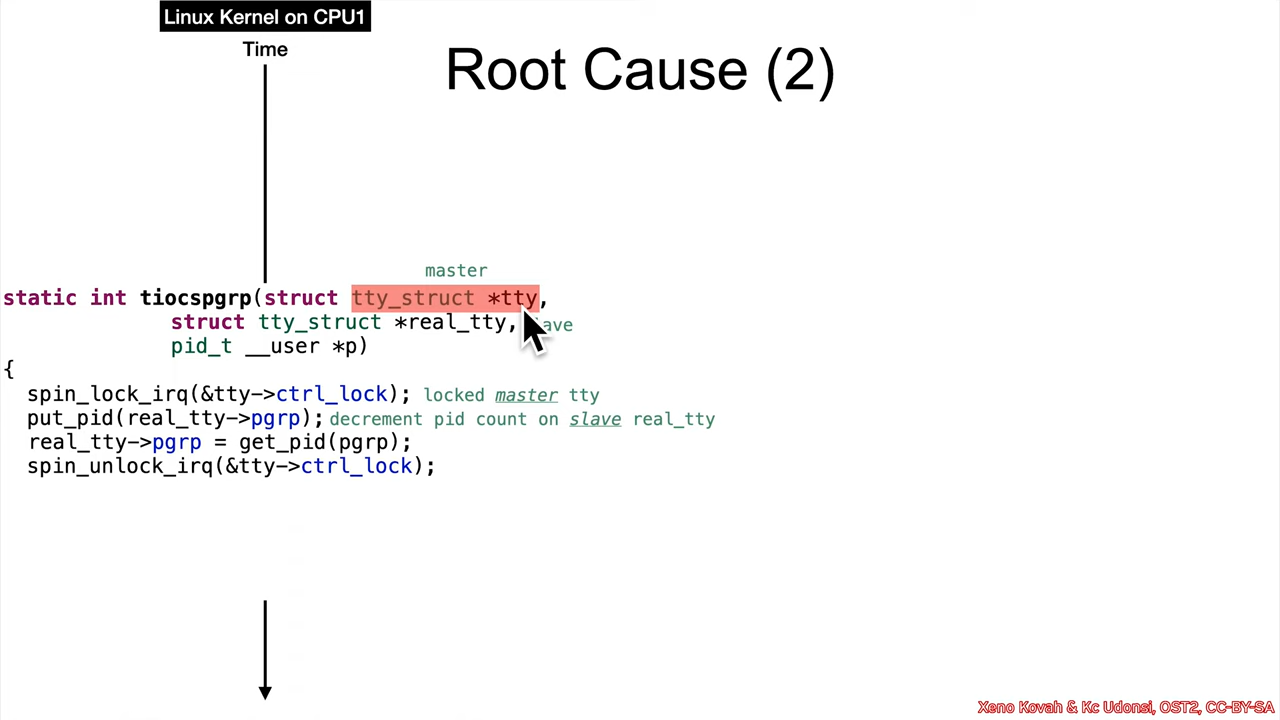 Linux Kernel on CPU1
Time
Root Cause (2)
master
static int tiocspgrp(struct tty_struct *tty,
struct tty_struct *real_tty,
pid_t __user *p)
{
spin_lock_irq(&tty->ctrl_lock); locked master tty
put_pid(real_tty->pgrp); decrement pid count on slave real_tty
real_tty->pgrp = get_pid(pgrp);
spin_unlock_irq(&tty->ctrl_lock);
Xeno Kovah & Kc Udonsi, OST2, CC-BY-SA